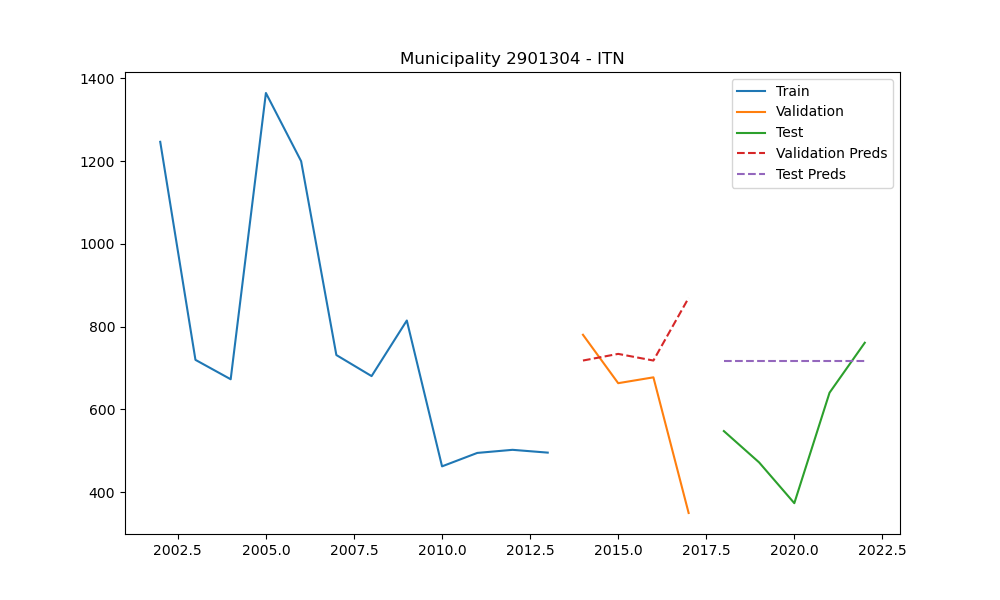 Municipality 2901304 - ITN
1400
1200
1000
800
600
400
Train
Validation
Test
Validation Preds
Test Preds
2002.5 2005.0 2007.5 2010.0 2012.5 2015.0 2017.5 2020.0 2022.5